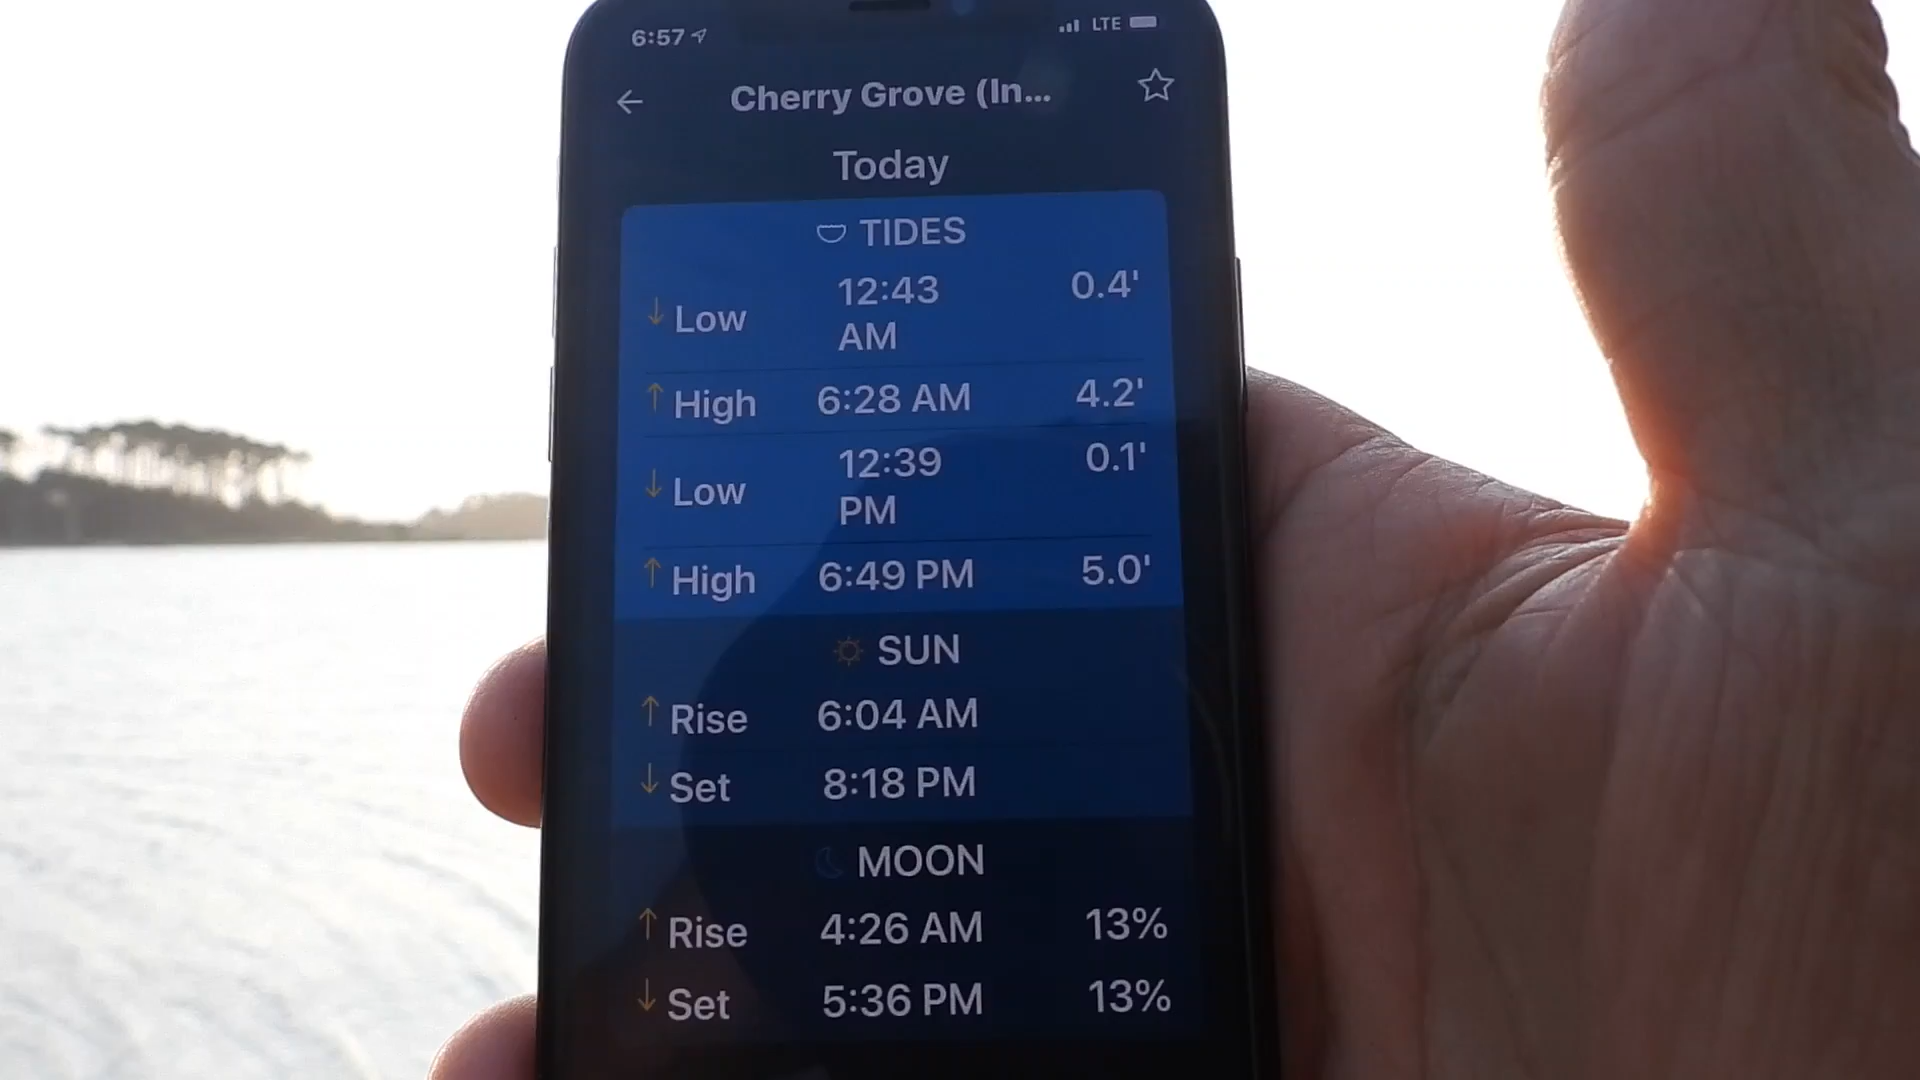 6:57 LTE
Cherry Grove (In...
Today
TIDES
Low 12:43 AM 0.4'
High 6:28 AM 4.2'
Low 12:39 PM 0.1'
High 6:49 PM 5.0'
SUN
Rise 6:04 AM
Set 8:18 PM
MOON
Rise 4:26 AM 13%
Set 5:36 PM 13%